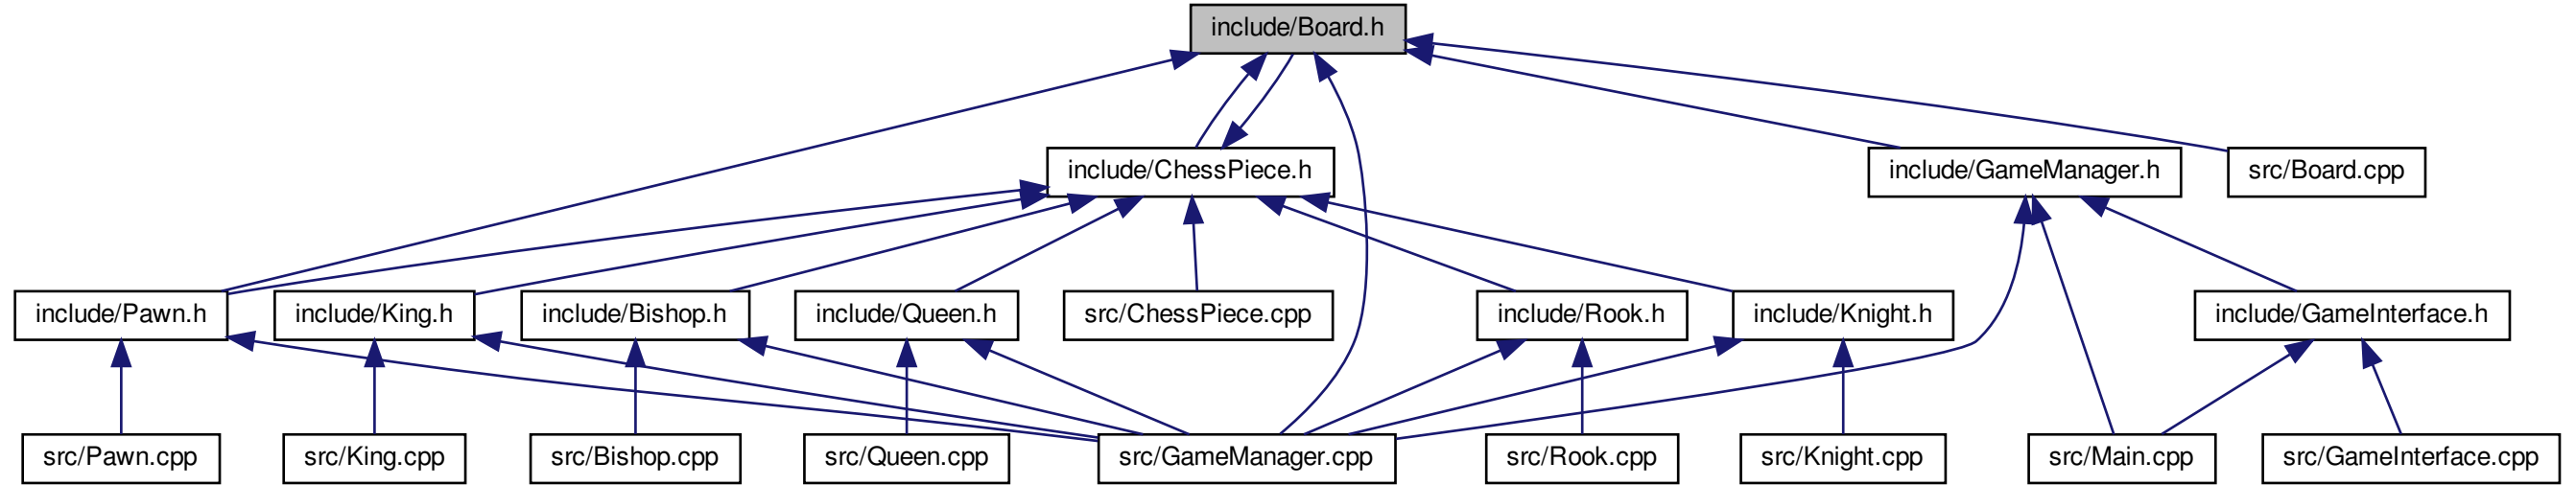 include/Board.h
include/ChessPiece.h
include/GameManager.h
src/Board.cpp
include/Pawn.h
include/King.h
include/Bishop.h
include/Queen.h
src/ChessPiece.cpp
include/Rook.h
include/Knight.h
include/GameInterface.h
src/Pawn.cpp
src/King.cpp
src/Bishop.cpp
src/Queen.cpp
src/GameManager.cpp
src/Rook.cpp
src/Knight.cpp
src/Main.cpp
src/GameInterface.cpp